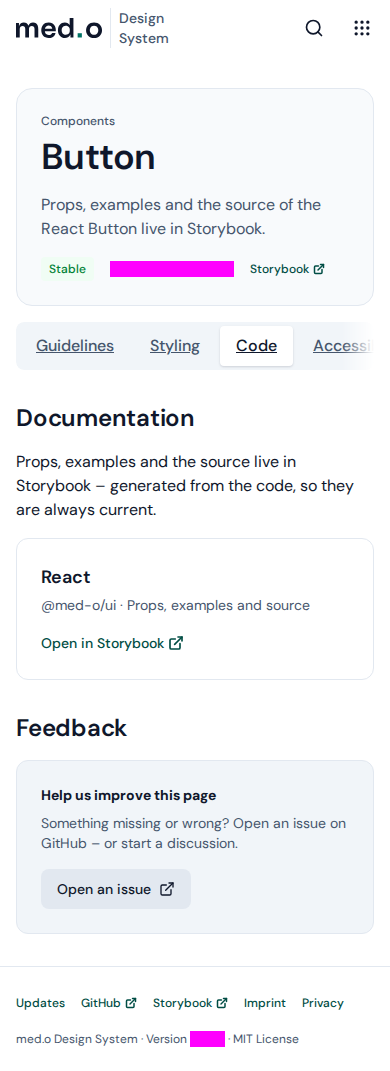 med.o Design
System
Components
Button
Props, examples and the source of the
React Button live in Storybook.
Stable Storybook
Guidelines Styling Code Accessi
Documentation
Props, examples and the source live in
Storybook – generated from the code, so they
are always current.
React
@med-o/ui · Props, examples and source
Open in Storybook
Feedback
Help us improve this page
Something missing or wrong? Open an issue on
GitHub – or start a discussion.
Open an issue
Updates GitHub Storybook Imprint Privacy
med.o Design System · Version · MIT License